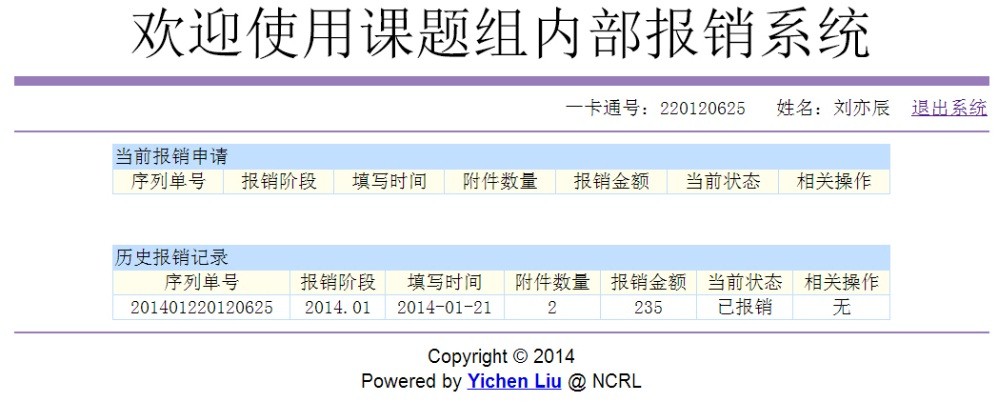 欢迎使用课题组内部报销系统
一卡通号：220120625 姓名：刘亦辰 退出系统
当前报销申请
序列单号 报销阶段 填写时间 附件数量 报销金额 当前状态 相关操作
历史报销记录
序列单号 报销阶段 填写时间 附件数量 报销金额 当前状态 相关操作
201401220120625 2014.01 2014-01-21 2 235 已报销 无
Copyright © 2014
Powered by Yichen Liu @ NCRL